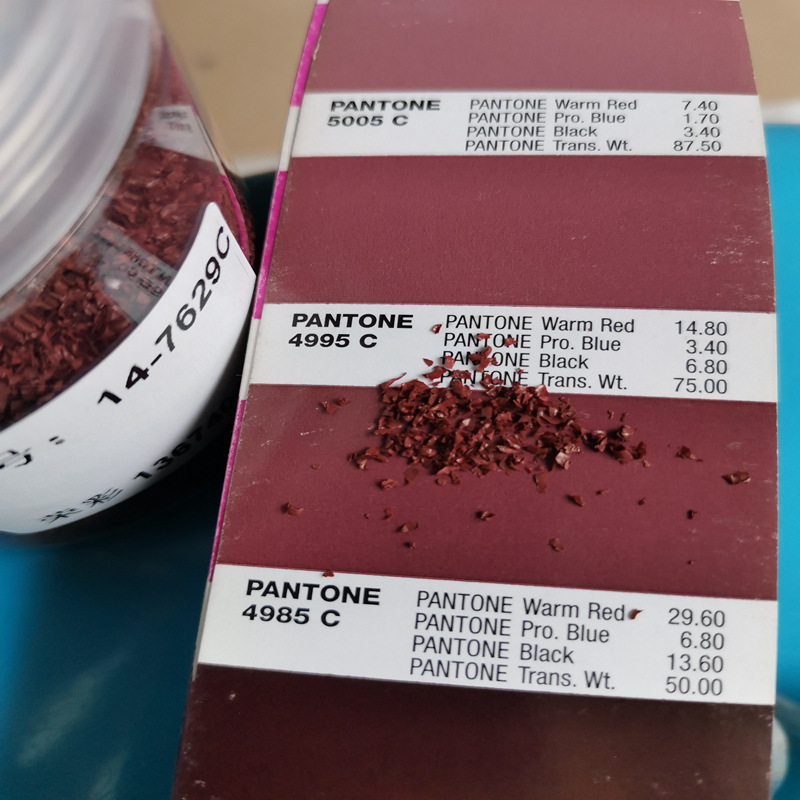 PANTONE
5005 C
PANTONE Warm Red 7.40
PANTONE Pro. Blue 1.70
PANTONE Black 3.40
PANTONE Trans. Wt. 87.50
PANTONE
4995 C
PANTONE Warm Red 14.80
PANTONE Pro. Blue 3.40
PANTONE Black 6.80
PANTONE Trans. Wt. 75.00
PANTONE
4985 C
PANTONE Warm Red 29.60
PANTONE Pro. Blue 6.80
PANTONE Black 13.60
PANTONE Trans. Wt. 50.00
号: 14-7629C
荣彩